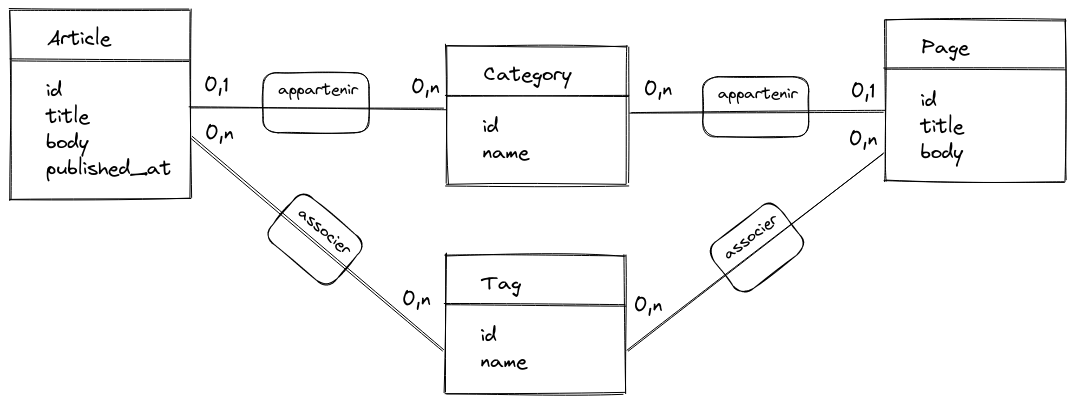 Article
id
title
body
published_at
0,1
appartenir
0,n
Category
id
name
0,n
appartenir
0,1
Page
id
title
body
0,n
associer
0,n
Tag
id
name
0,n
associer
0,n